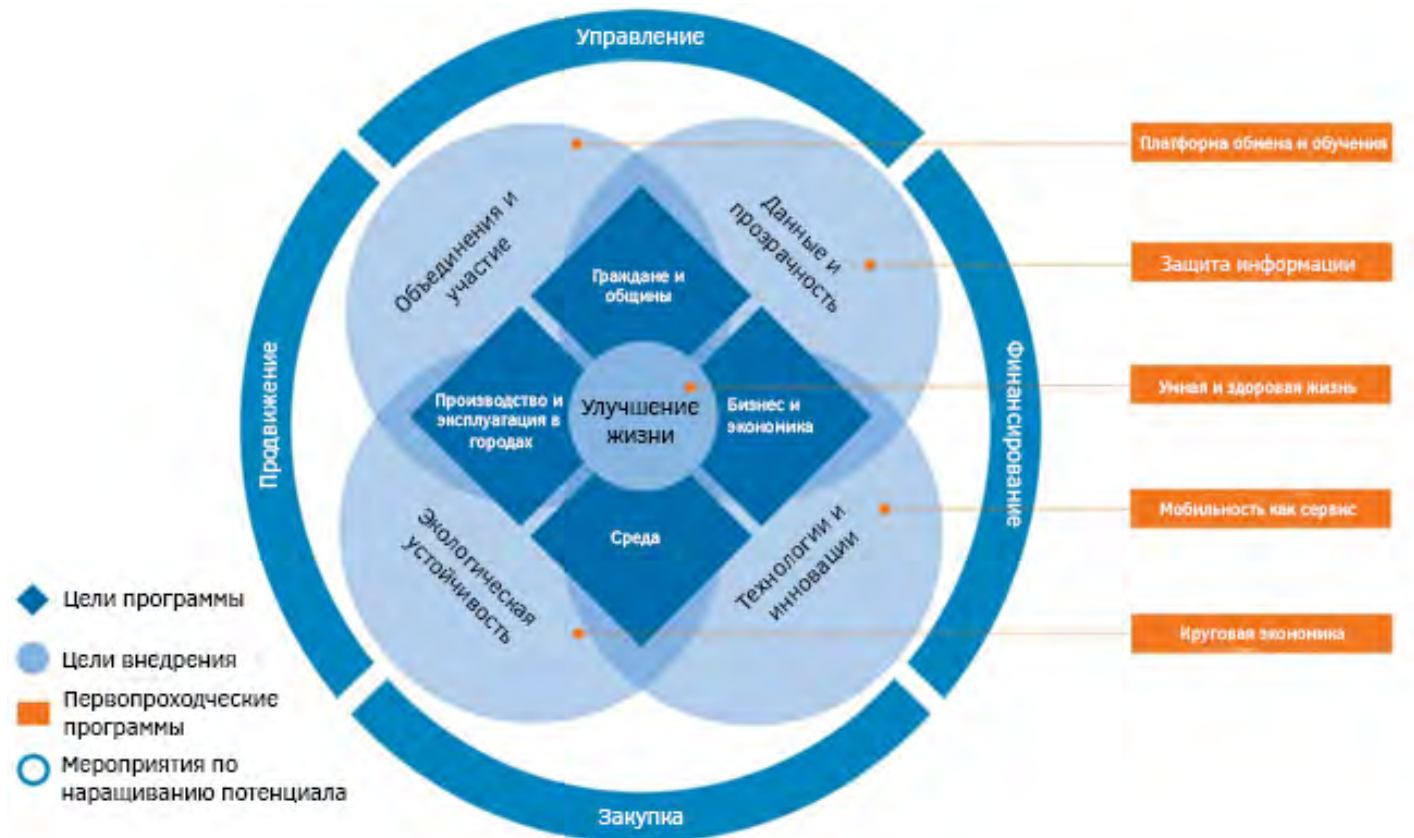 Управление
Объединения и
участие
Данные и
прозрачность
Граждане и
общины
Продвижение
Финансирование
Производство и
эксплуатация в
городах
Улучшение
жизни
Бизнес и
экономика
Среда
Экологическая
устойчивость
Технологии и
инновации
Закупка
Платформа обмена и обучения
Защита информации
Умная и здоровая жизнь
Мобильность как сервис
Круговая экономика
Цели программы
Цели внедрения
Первопроходческие
программы
Мероприятия по
наращиванию потенциала